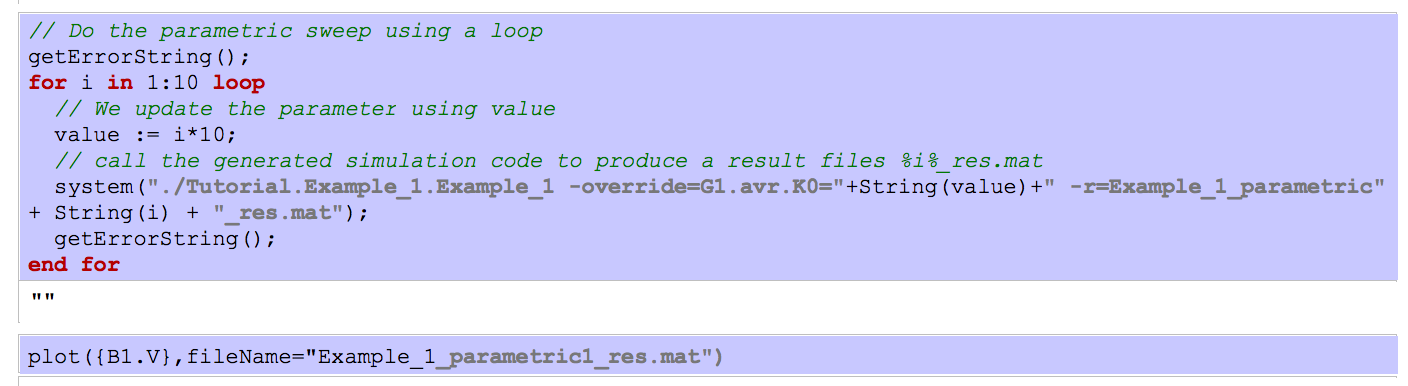 // Do the parametric sweep using a loop
getErrorString();
for i in 1:10 loop
// We update the parameter using value
value := i*10;
// call the generated simulation code to produce a result files %i%_res.mat
system("./Tutorial.Example_1.Example_1 -override=G1.avr.K0="+String(value)+" -r=Example_1_parametric"
+ String(i) + "_res.mat");
getErrorString();
end for
""
plot({B1.V},fileName="Example_1_parametric1_res.mat")